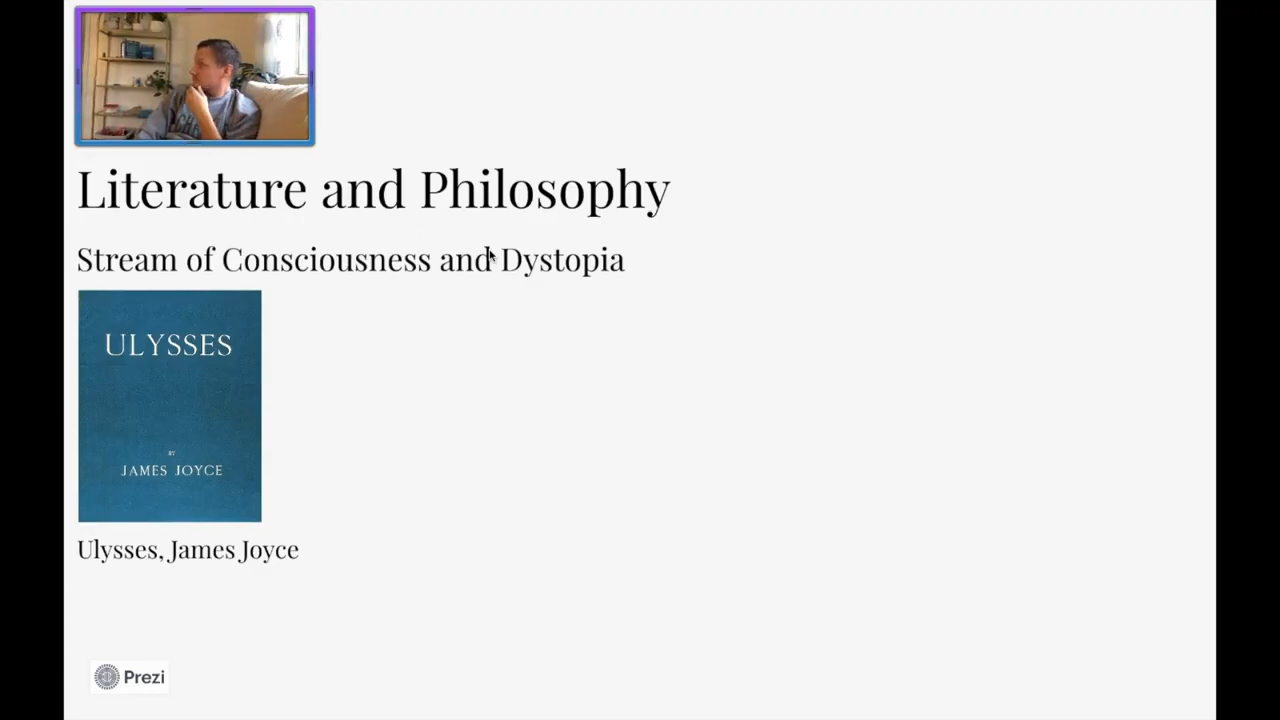 Literature and Philosophy
Stream of Consciousness and Dystopia
ULYSSES
BY
JAMES JOYCE
Ulysses, James Joyce
Prezi